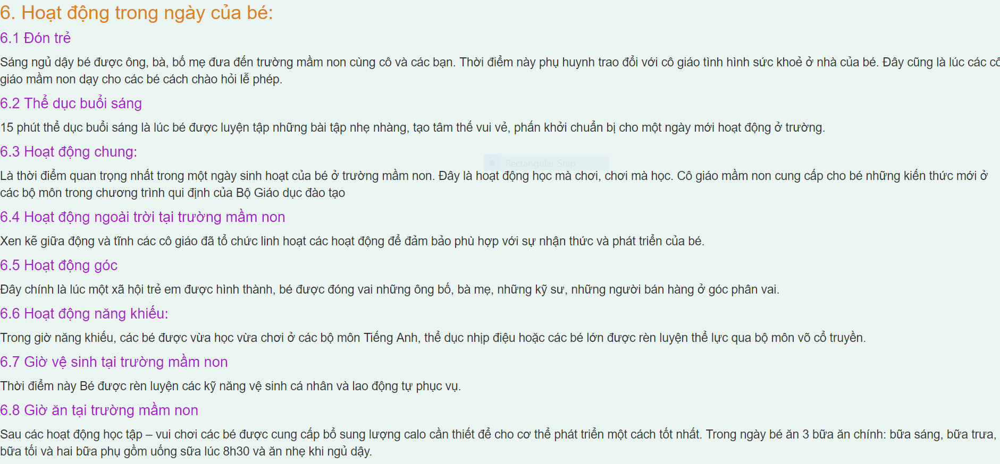 6. Hoạt động trong ngày của bé:
6.1 Đón trẻ
Sáng ngủ dậy bé được ông, bà, bố mẹ đưa đến trường mầm non cùng cô và các bạn. Thời điểm này phụ huynh trao đổi với cô giáo tình hình sức khoẻ ở nhà của bé. Đây cũng là lúc các cô
giáo mầm non dạy cho các bé cách chào hỏi lễ phép.
6.2 Thể dục buổi sáng
15 phút thể dục buổi sáng là lúc bé được luyện tập những bài tập nhẹ nhàng, tạo tâm thế vui vẻ, phấn khởi chuẩn bị cho một ngày mới hoạt động ở trường.
6.3 Hoạt động chung:
Rectangular Snip
Là thời điểm quan trọng nhất trong một ngày sinh hoạt của bé ở trường mầm non. Đây là hoạt động học mà chơi, chơi mà học. Cô giáo mầm non cung cấp cho bé những kiến thức mới ở
các bộ môn trong chương trình qui định của Bộ Giáo dục đào tạo
6.4 Hoạt động ngoài trời tại trường mầm non
Xen kẽ giữa động và tĩnh các cô giáo đã tổ chức linh hoạt các hoạt động để đảm bảo phù hợp với sự nhận thức và phát triển của bé.
6.5 Hoạt động góc
Đây chính là lúc một xã hội trẻ em được hình thành, bé được đóng vai những ông bố, bà mẹ, những kỹ sư, những người bán hàng ở góc phân vai.
6.6 Hoạt động năng khiếu:
Trong giờ năng khiếu, các bé được vừa học vừa chơi ở các bộ môn Tiếng Anh, thể dục nhịp điệu hoặc các bé lớn được rèn luyện thể lực qua bộ môn võ cổ truyền.
6.7 Giờ vệ sinh tại trường mầm non
Thời điểm này Bé được rèn luyện các kỹ năng vệ sinh cá nhân và lao động tự phục vụ.
6.8 Giờ ăn tại trường mầm non
Sau các hoạt động học tập – vui chơi các bé được cung cấp bổ sung lượng calo cần thiết để cho cơ thể phát triển một cách tốt nhất. Trong ngày bé ăn 3 bữa ăn chính: bữa sáng, bữa trưa,
bữa tối và hai bữa phụ gồm uống sữa lúc 8h30 và ăn nhẹ khi ngủ dậy.